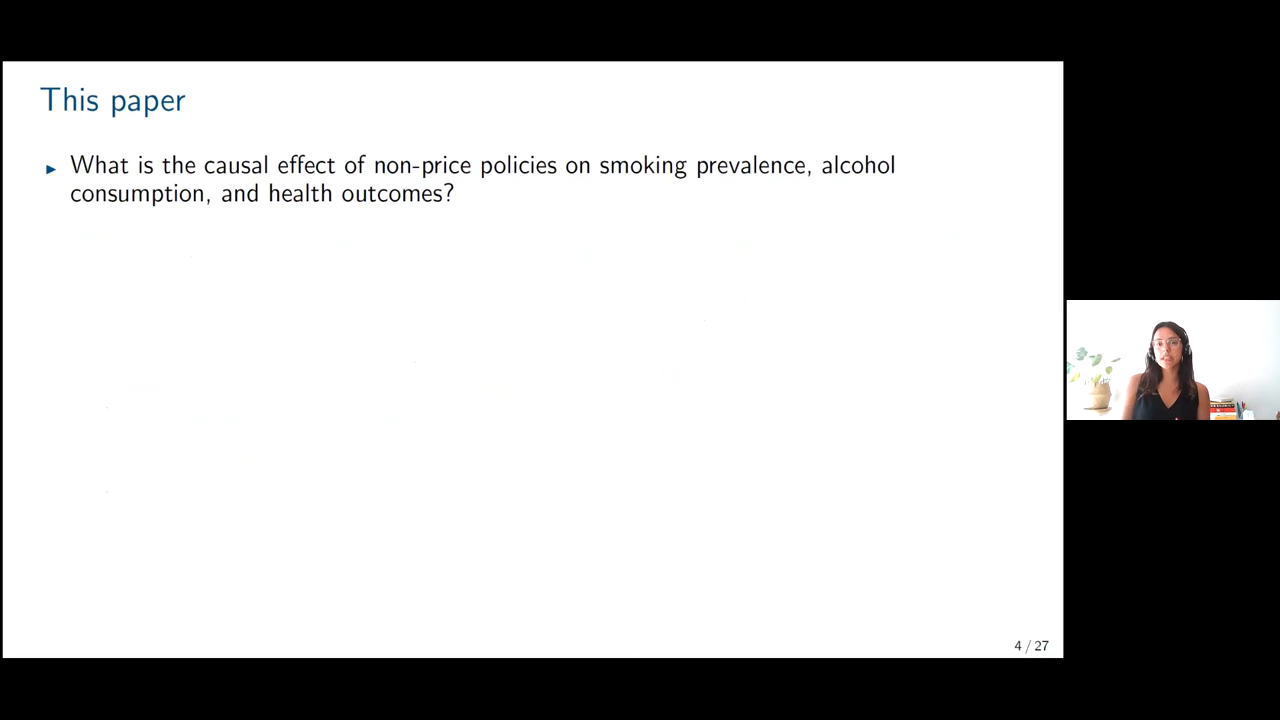 This paper
▶ What is the causal effect of non-price policies on smoking prevalence, alcohol
consumption, and health outcomes?
4 / 27